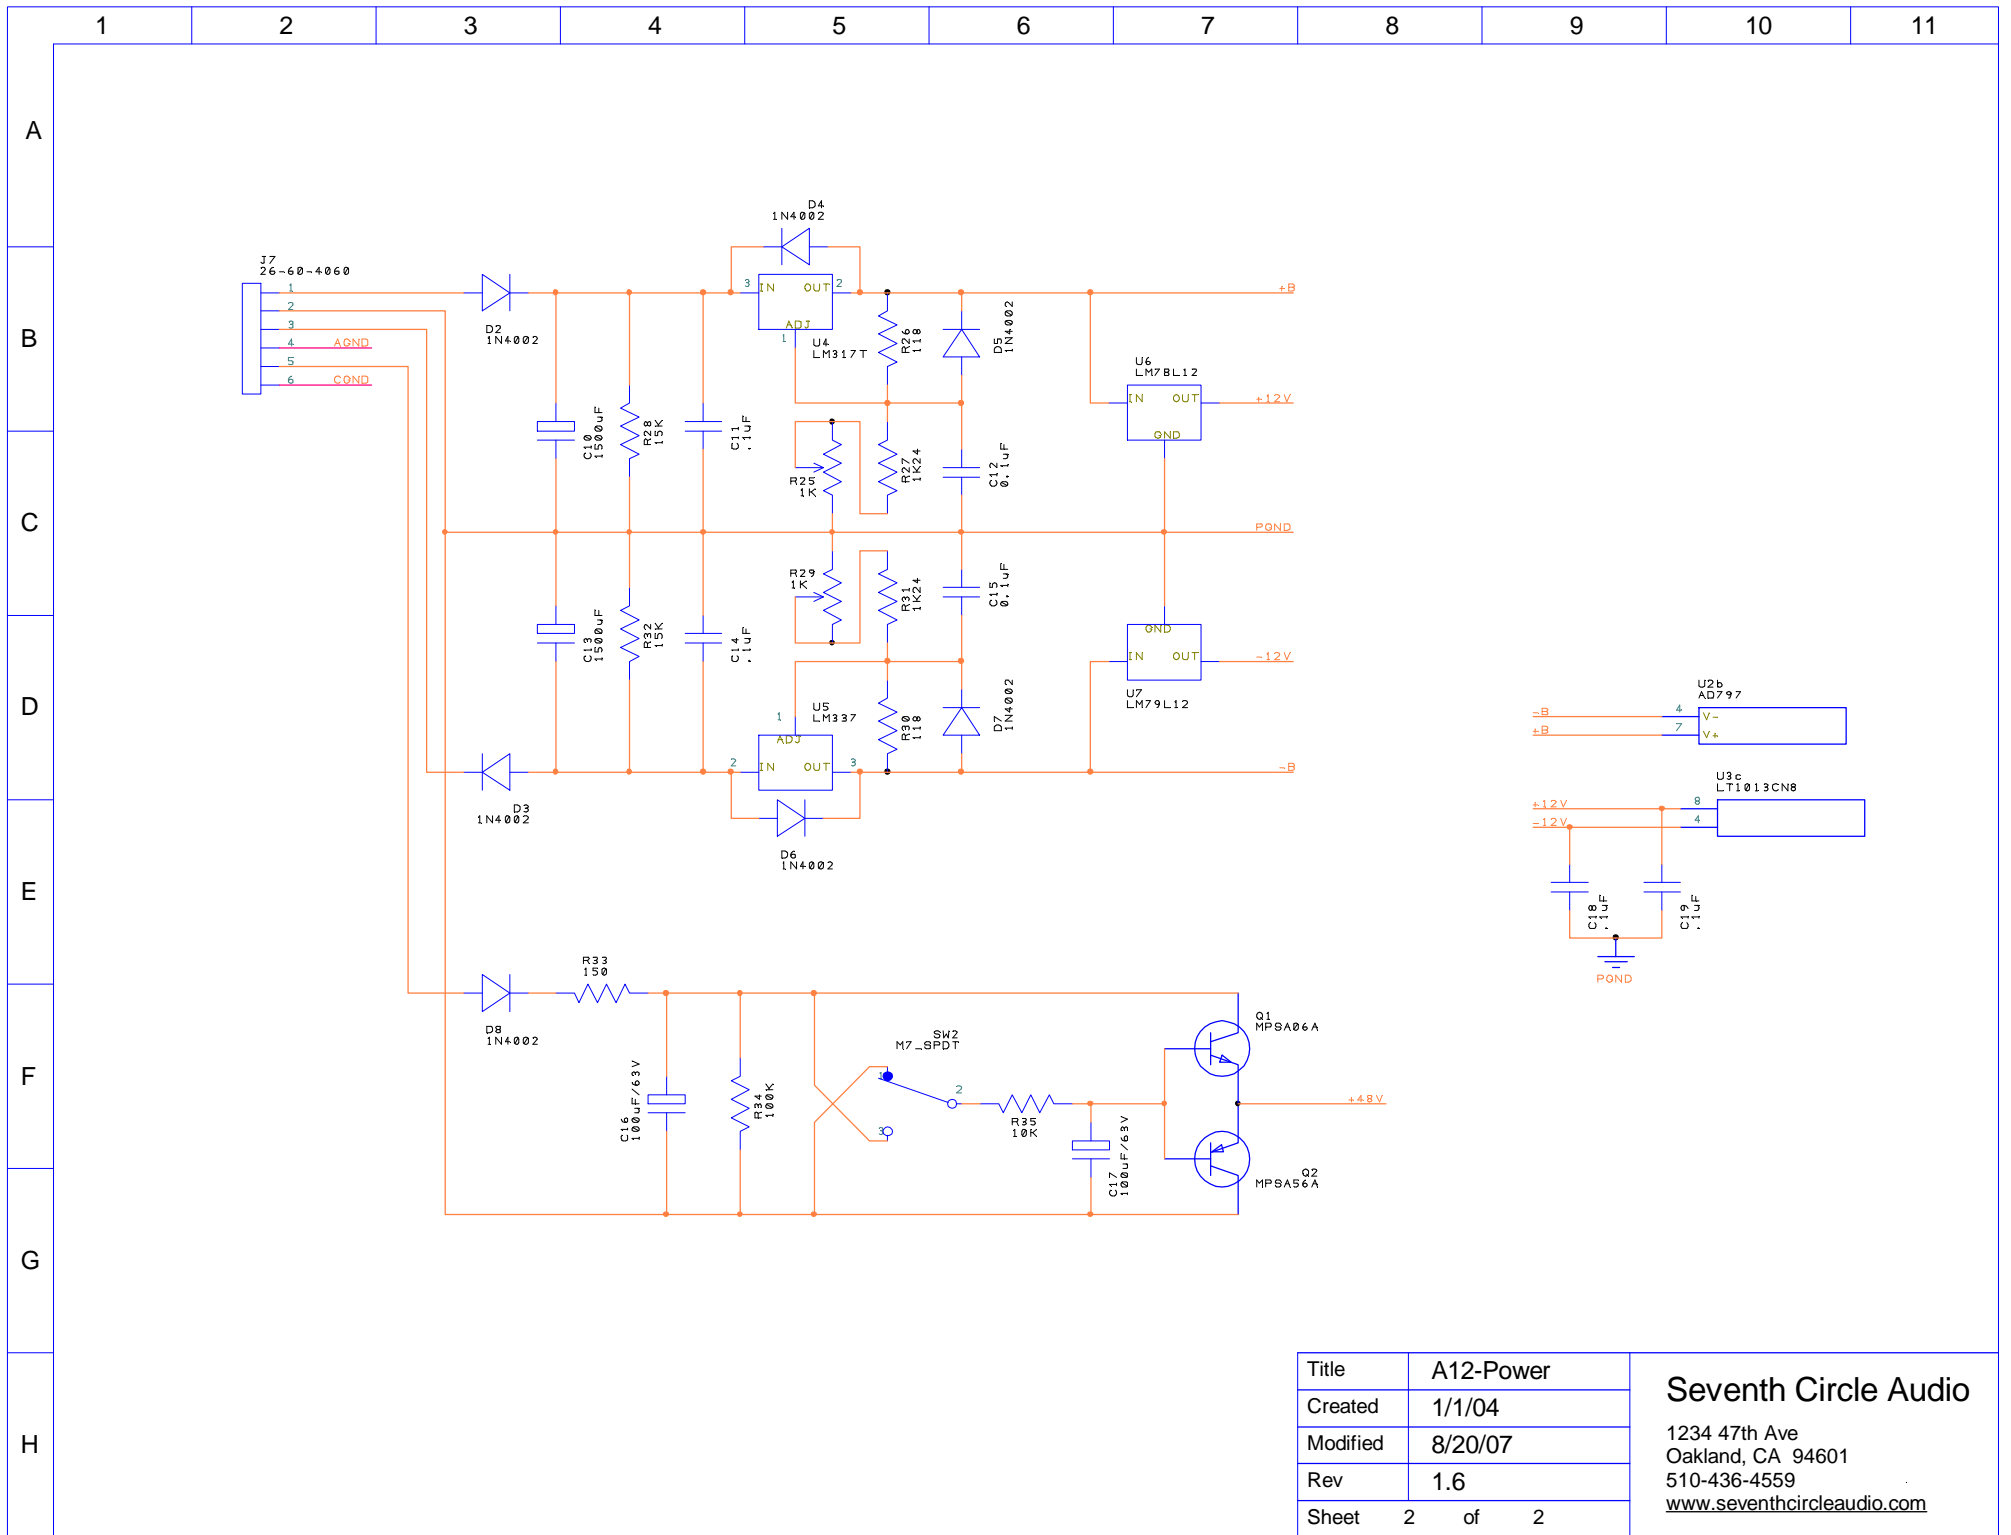 1 2 3 4 5 6 7 8 9 10 11
A
B
C
D
E
F
G
H
D4
1N4002
J7
26-60-4060
1
2
3
4 AGND
5
6 CGND
D2
1N4002
3 IN OUT 2
ADJ
1
U4
LM317T
R26
118
D5
1N4002
+B
U6
LM78L12
IN OUT
GND
+12V
C10
1500uF
R28
15K
C11
.1uF
R25
1K
R27
1K24
C12
0.1uF
PGND
R29
1K
R31
1K24
C15
0.1uF
C13
1500uF
R32
15K
C14
.1uF
GND
IN OUT
-12V
U7
LM79L12
U5
LM337
1
ADJ
2 IN OUT 3
R30
118
D7
1N4002
-B
D3
1N4002
D6
1N4002
U2b
AD797
-B 4 V-
+B 7 V+
U3c
LT1013CN8
+12V 8
-12V 4
C18
.1uF
C19
.1uF
PGND
R33
150
D8
1N4002
C16
100uF/63V
R34
100K
SW2
M7_SPDT
1
2
3
R35
10K
C17
100uF/63V
Q1
MPSA06A
+48V
Q2
MPSA56A
Title A12-Power
Created 1/1/04
Modified 8/20/07
Rev 1.6
Sheet 2 of 2
Seventh Circle Audio
1234 47th Ave
Oakland, CA 94601
510-436-4559
www.seventhcircleaudio.com